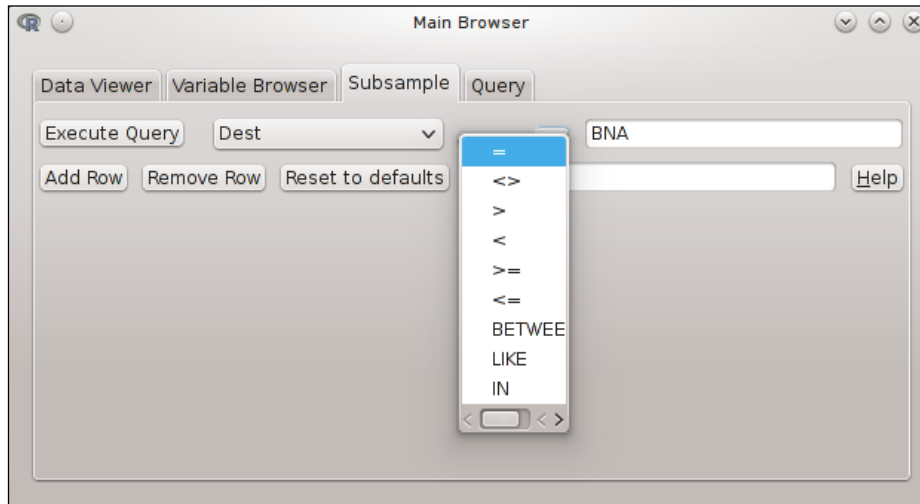 Main Browser
Data Viewer Variable Browser Subsample Query
Execute Query Dest BNA
Add Row Remove Row Reset to defaults Help
=
<>
>
<
>=
<=
BETWEE
LIKE
IN